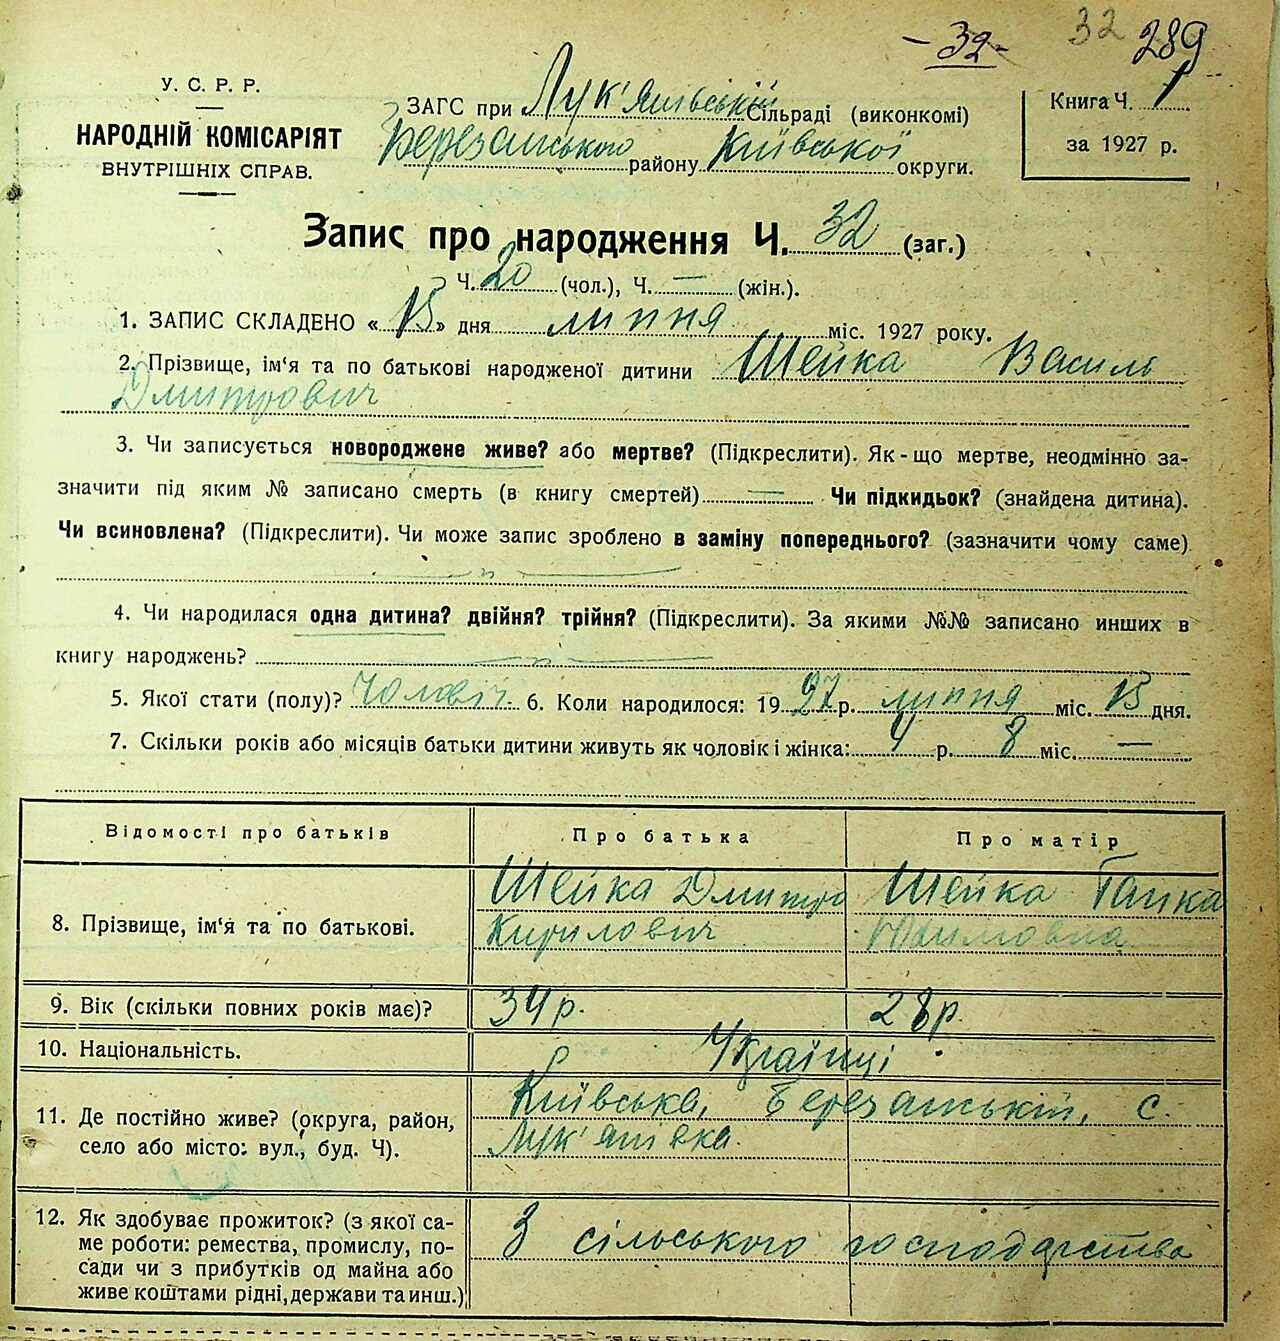 -32- 32 289
У. С. Р. Р.
НАРОДНІЙ КОМІСАРІЯТ
ВНУТРІШНІХ СПРАВ.
ЗАГС при Лук'янівській Сільраді (виконкомі)
Березанського району Київської округи.
Книга Ч. 1
за 1927 р.
Запис про народження Ч. 32 (заг.)
Ч. 20 (чол.), Ч. — (жін.).
1. ЗАПИС СКЛАДЕНО «15» дня липня міс. 1927 року.
2. Прізвище, ім'я та по батькові народженої дитини Шейка Василь
Дмитрович
3. Чи записується новороджене живе? або мертве? (Підкреслити). Як-що мертве, неодмінно за-
значити під яким № записано смерть (в книгу смертей) — Чи підкидьок? (знайдена дитина).
Чи всиновлена? (Підкреслити). Чи може запис зроблено в заміну попереднього? (зазначити чому саме)
4. Чи народилася одна дитина? двійня? трійня? (Підкреслити). За якими №№ записано инших в
книгу народжень?
5. Якої стати (полу)? Чоловіч. 6. Коли народилося: 1927 р. липня міс. 15 дня.
7. Скільки років або місяців батьки дитини живуть як чоловік і жінка: 4 р. 8 міс. —
Відомості про батьків Про батька Про матір
8. Прізвище, ім'я та по батькові. Шейка Дмитро Шейка Ганка
Кирилович Юхимовна
9. Вік (скільки повних років має)? 34 р. 28 р.
10. Національність. Українці
11. Де постійно живе? (округа, район, Київська, Березанській, с.
село або місто: вул., буд. Ч). Лук'янівка.
12. Як здобуває прожиток? (з якої са- З сільського господарства
ме роботи: ремества, промислу, по-
сади чи з прибутків од майна або
живе коштами рідні, держави та инш.)